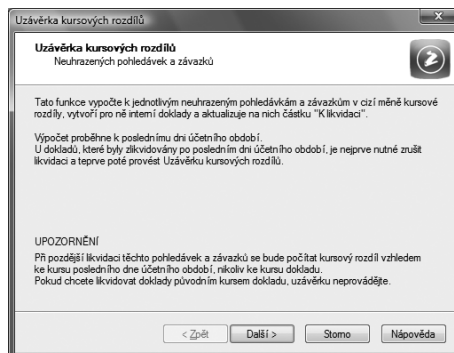 Uzávěrka kursových rozdílů
Uzávěrka kursových rozdílů
Neuhrazených pohledávek a závazků
Tato funkce vypočte k jednotlivým neuhrazeným pohledávkám a závazkům v cizí měně kursové
rozdíly, vytvoří pro ně interní doklady a aktualizuje na nich částku "K likvidaci".
Výpočet proběhne k poslednímu dni účetního období.
U dokladů, které byly zlikvidovány po posledním dni účetního období, je nejprve nutné zrušit
likvidaci a teprve poté provést Uzávěrku kursových rozdílů.
UPOZORNĚNÍ
Při pozdější likvidaci těchto pohledávek a závazků se bude počítat kursový rozdíl vzhledem
ke kursu posledního dne účetního období, nikoliv ke kursu dokladu.
Pokud chcete likvidovat doklady původním kursem dokladu, uzávěrku neprovádějte.
< Zpět Další > Storno Nápověda